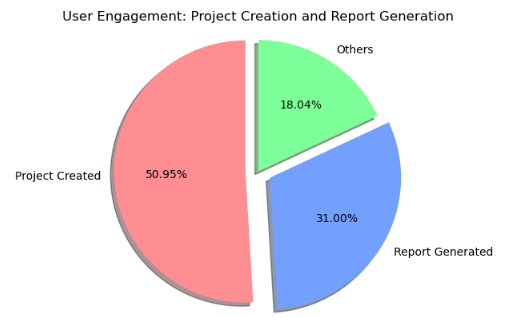 User Engagement: Project Creation and Report Generation
Others
18.04%
Project Created
50.95%
31.00%
Report Generated